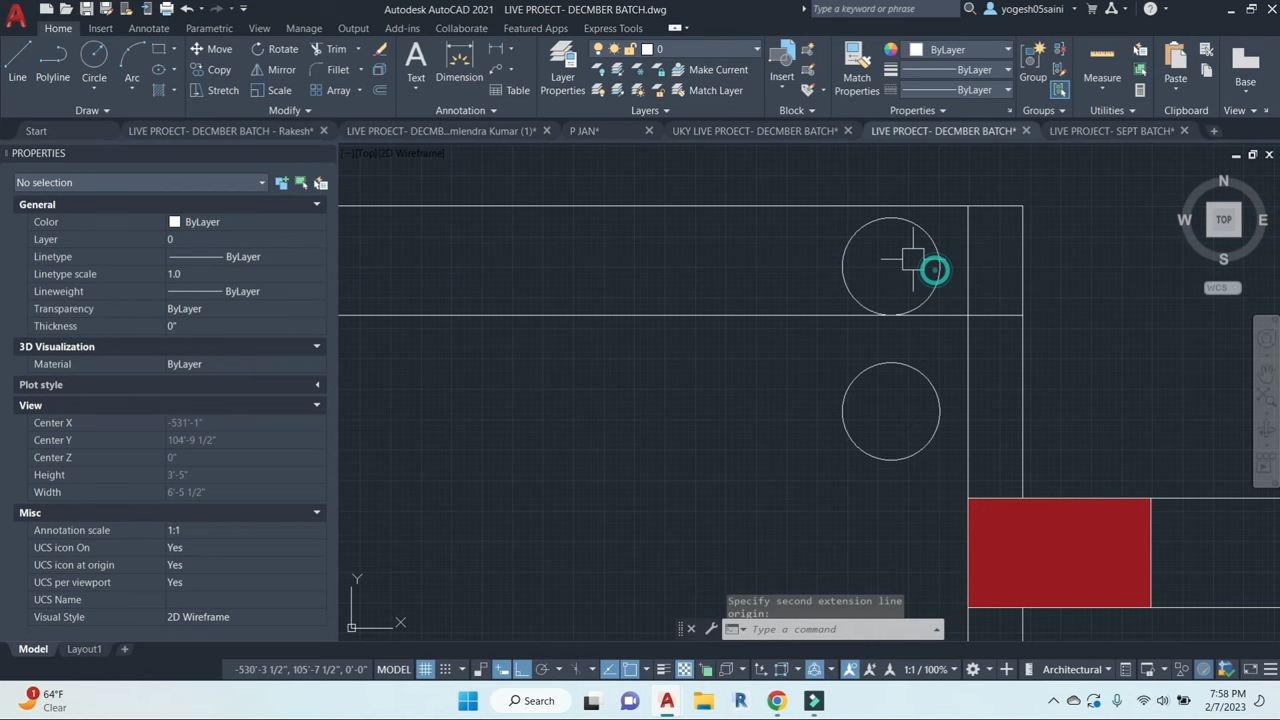 Autodesk AutoCAD 2021 LIVE PROECT- DECMBER BATCH.dwg
Type a keyword or phrase
yogesh05saini
Home Insert Annotate Parametric View Manage Output Add-ins Collaborate Express Tools Featured Apps
Line Polyline Circle Arc
Move Rotate Trim
Copy Mirror Fillet
Stretch Scale Array
Text Dimension Table
Layer Properties
0
Make Current
Match Layer
Insert
Match Properties
ByLayer
ByLayer
ByLayer
Group Measure Paste Base
Draw Modify Annotation Layers Block Properties Groups Utilities Clipboard View
Start LIVE PROECT- DECMBER BATCH - Rakesh* LIVE PROECT- DECMB...mlendra Kumar (1)* P JAN* UKY LIVE PROECT- DECMBER BATCH* LIVE PROECT- DECMBER BATCH* LIVE PROJECT- SEPT BATCH*
PROPERTIES
[−][Top][2D Wireframe]
No selection
General
Color ByLayer
Layer 0
Linetype ByLayer
Linetype scale 1.0
Lineweight ByLayer
Transparency ByLayer
Thickness 0"
3D Visualization
Material ByLayer
Plot style
View
Center X -531'-1"
Center Y 104'-9 1/2"
Center Z 0"
Height 3'-5"
Width 6'-5 1/2"
Misc
Annotation scale 1:1
UCS icon On Yes
UCS icon at origin Yes
UCS per viewport Yes
UCS Name
Visual Style 2D Wireframe
N
W TOP E
S
WCS
Y
X
Specify second extension line
origin:
Type a command
Model Layout1
-530'-3 1/2", 105'-7 1/2", 0'-0" MODEL 1:1 / 100% Architectural
64°F
Clear
1
Search
7:58 PM
2/7/2023